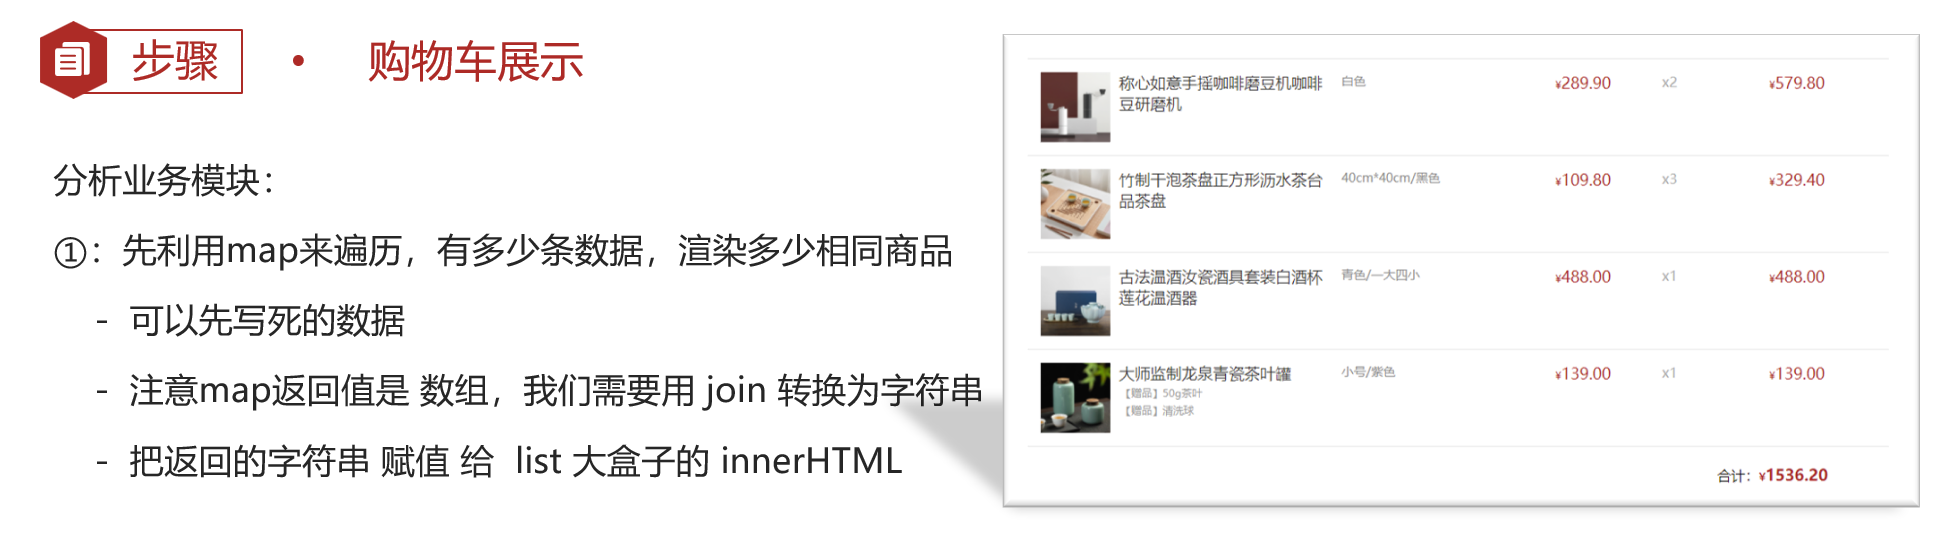 步骤 • 购物车展示
分析业务模块：
①：先利用map来遍历，有多少条数据，渲染多少相同商品
- 可以先写死的数据
- 注意map返回值是 数组，我们需要用 join 转换为字符串
- 把返回的字符串 赋值 给 list 大盒子的 innerHTML
称心如意手摇咖啡磨豆机咖啡 白色 ¥289.90 x2 ¥579.80
豆研磨机
竹制干泡茶盘正方形沥水茶台 40cm*40cm/黑色 ¥109.80 x3 ¥329.40
品茶盘
古法温酒汝瓷酒具套装白酒杯 青色/一大四小 ¥488.00 x1 ¥488.00
莲花温酒器
大师监制龙泉青瓷茶叶罐 小号/紫色 ¥139.00 x1 ¥139.00
【赠品】50g茶叶
【赠品】清洗球
合计：¥1536.20